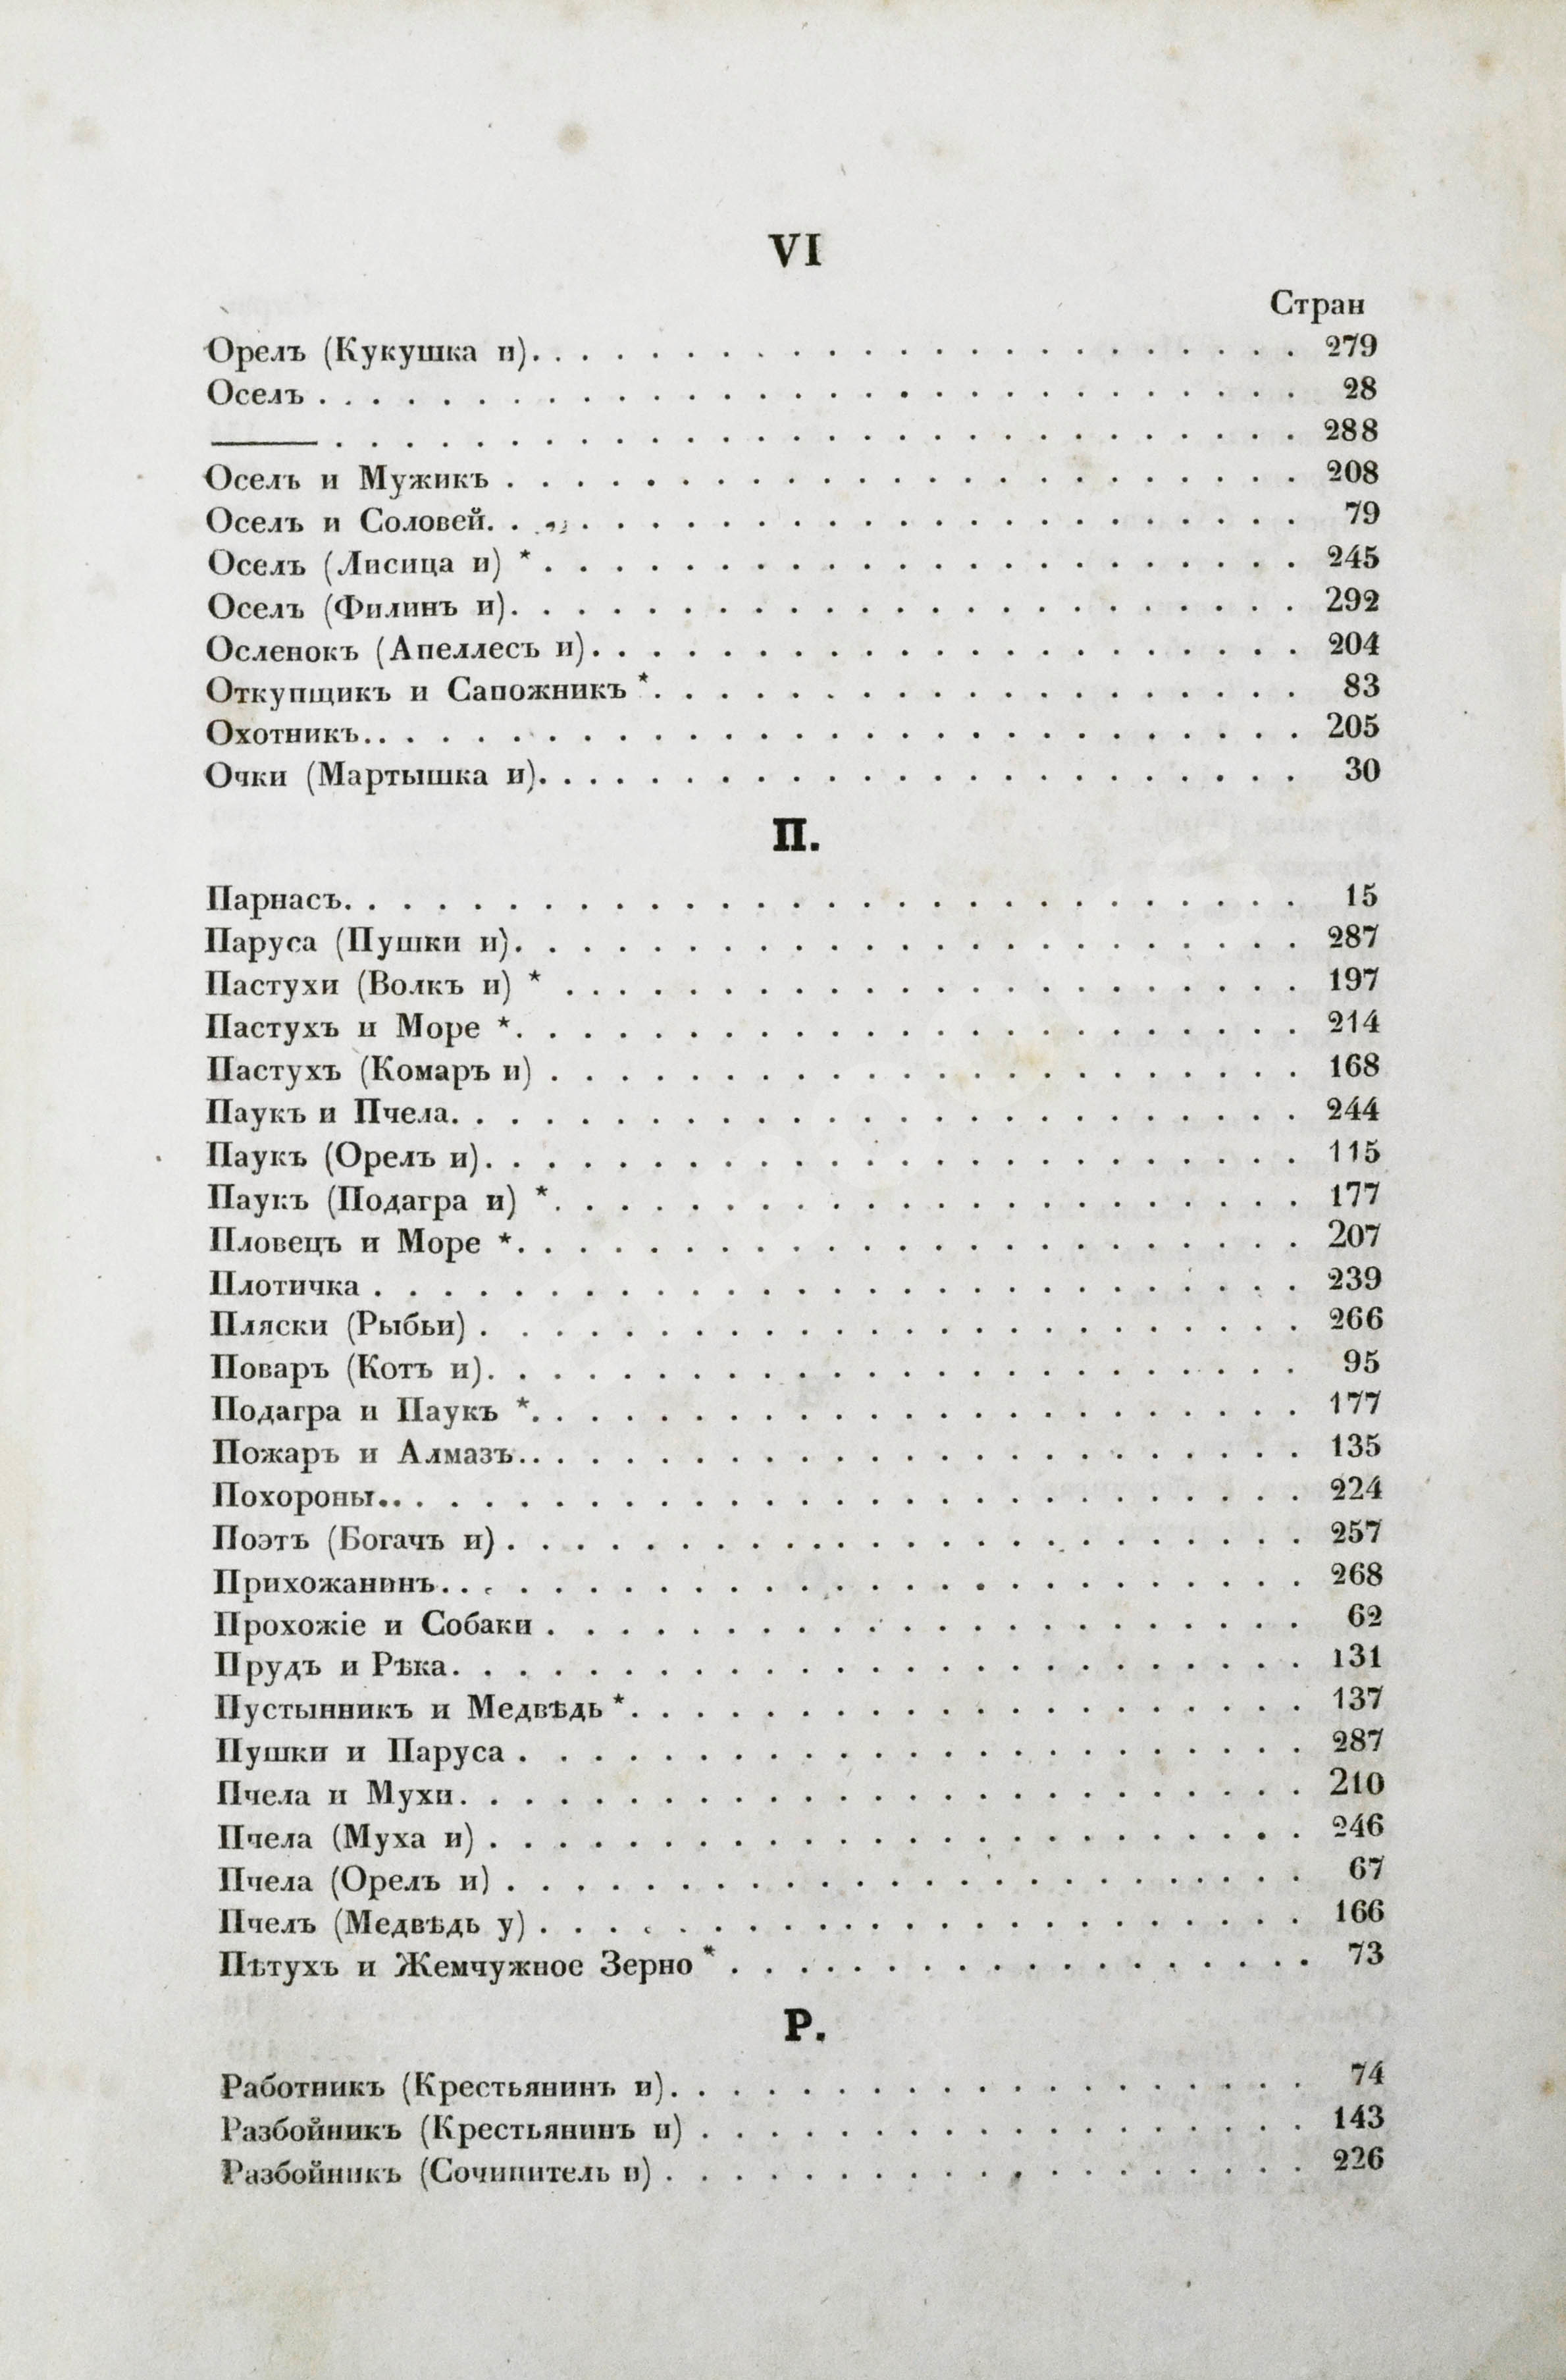 VI
Стран
Орелъ (Кукушка и). . . . . . . . . . . . . . . . . . . . . . . 279
Оселъ . . . . . . . . . . . . . . . . . . . . . . . . . . . . . 28
——— . . . . . . . . . . . . . . . . . . . . . . . . . . . . 288
Оселъ и Мужикъ . . . . . . . . . . . . . . . . . . . . . . . 208
Оселъ и Соловей. . . . . . . . . . . . . . . . . . . . . . . . 79
Оселъ (Лисица и) * . . . . . . . . . . . . . . . . . . . . . . 245
Оселъ (Филинъ и). . . . . . . . . . . . . . . . . . . . . . . 292
Осленокъ (Апеллесъ и). . . . . . . . . . . . . . . . . . . . . 204
Откупщикъ и Сапожникъ *. . . . . . . . . . . . . . . . . . . 83
Охотникъ. . . . . . . . . . . . . . . . . . . . . . . . . . . . 205
Очки (Мартышка и). . . . . . . . . . . . . . . . . . . . . . . 30
П.
Парнасъ. . . . . . . . . . . . . . . . . . . . . . . . . . . . 15
Паруса (Пушки и). . . . . . . . . . . . . . . . . . . . . . . 287
Пастухи (Волкъ и) * . . . . . . . . . . . . . . . . . . . . . . 197
Пастухъ и Море *. . . . . . . . . . . . . . . . . . . . . . . 214
Пастухъ (Комаръ и) . . . . . . . . . . . . . . . . . . . . . . 168
Паукъ и Пчела. . . . . . . . . . . . . . . . . . . . . . . . . 244
Паукъ (Орелъ и). . . . . . . . . . . . . . . . . . . . . . . . 115
Паукъ (Подагра и) *. . . . . . . . . . . . . . . . . . . . . . 177
Пловецъ и Море *. . . . . . . . . . . . . . . . . . . . . . . 207
Плотичка . . . . . . . . . . . . . . . . . . . . . . . . . . . 239
Пляски (Рыбьи) . . . . . . . . . . . . . . . . . . . . . . . . 266
Поваръ (Котъ и). . . . . . . . . . . . . . . . . . . . . . . . 95
Подагра и Паукъ *. . . . . . . . . . . . . . . . . . . . . . . 177
Пожаръ и Алмазъ. . . . . . . . . . . . . . . . . . . . . . . 135
Похороны. . . . . . . . . . . . . . . . . . . . . . . . . . . . 224
Поэтъ (Богачъ и) . . . . . . . . . . . . . . . . . . . . . . . 257
Прихожанинъ. . . . . . . . . . . . . . . . . . . . . . . . . . 268
Прохожіе и Собаки . . . . . . . . . . . . . . . . . . . . . . 62
Прудъ и Рѣка. . . . . . . . . . . . . . . . . . . . . . . . . 131
Пустынникъ и Медвѣдь *. . . . . . . . . . . . . . . . . . . . 137
Пушки и Паруса . . . . . . . . . . . . . . . . . . . . . . . 287
Пчела и Мухи. . . . . . . . . . . . . . . . . . . . . . . . . 210
Пчела (Муха и) . . . . . . . . . . . . . . . . . . . . . . . . 246
Пчела (Орелъ и) . . . . . . . . . . . . . . . . . . . . . . . 67
Пчелъ (Медвѣдь у) . . . . . . . . . . . . . . . . . . . . . . 166
Пѣтухъ и Жемчужное Зерно * . . . . . . . . . . . . . . . . . 73
Р.
Работникъ (Крестьянинъ и). . . . . . . . . . . . . . . . . . . 74
Разбойникъ (Крестьянинъ и) . . . . . . . . . . . . . . . . . . 143
Разбойникъ (Сочинитель и) . . . . . . . . . . . . . . . . . . . 226